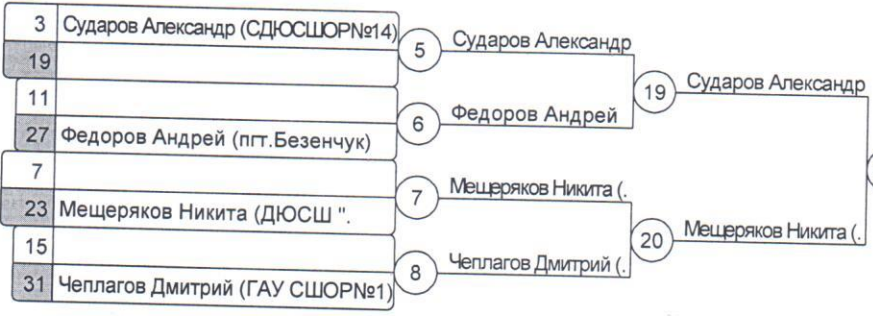 3 Сударов Александр (СДЮСШОР№14)
19
5 Сударов Александр
11
27 Федоров Андрей (пгт.Безенчук)
6 Федоров Андрей
19 Сударов Александр
7
23 Мещеряков Никита (ДЮСШ ".
7 Мещеряков Никита (.
15
31 Чеплагов Дмитрий (ГАУ СШОР№1)
8 Чеплагов Дмитрий (.
20 Мещеряков Никита (.